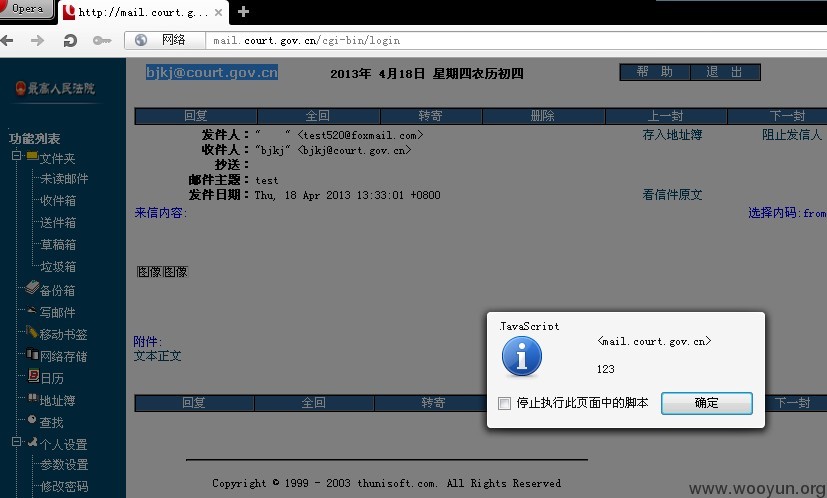 Opera
http://mail.court.g...
网络
mail.court.gov.cn/cgi-bin/login
最高人民法院
bjkj@court.gov.cn
2013年 4月18日 星期四农历初四
帮 助
退 出
功能列表
文件夹
未读邮件
收件箱
送件箱
草稿箱
垃圾箱
备份箱
写邮件
移动书签
网络存储
日历
地址簿
查找
个人设置
参数设置
修改密码
回复
全回
转寄
删除
上一封
下一封
发件人："    " <test520@foxmail.com>
存入地址簿
阻止发信人
收件人："bjkj" <bjkj@court.gov.cn>
抄送：
邮件主题：test
发件日期：Thu, 18 Apr 2013 13:33:01 +0800
看信件原文
来信内容:
选择内码:from
图像图像
附件:
文本正文
JavaScript
<mail.court.gov.cn>
123
停止执行此页面中的脚本
确定
回复
全回
转寄
下一封
Copyright © 1999 - 2003 thunisoft.com. All Rights Reserved
www.wooyun.org